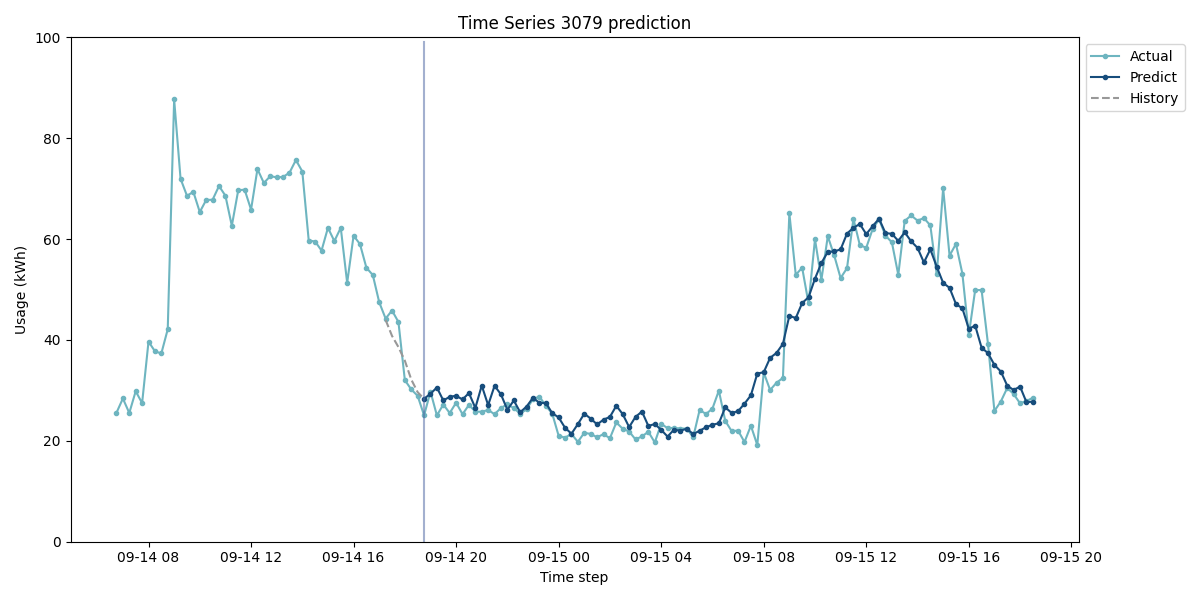 Time Series 3079 prediction
Usage (kWh)
100
80
60
40
20
0
09-14 08
09-14 12
09-14 16
09-14 20
09-15 00
09-15 04
09-15 08
09-15 12
09-15 16
09-15 20
Time step
Actual
Predict
History